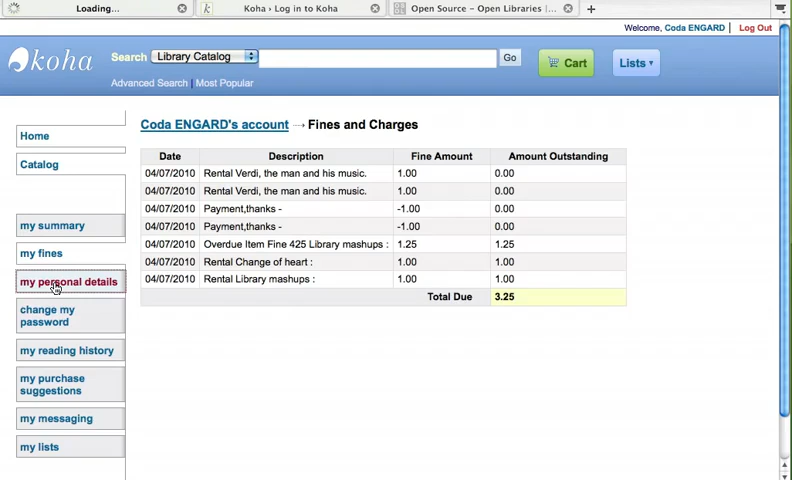 Loading...
Koha › Log in to Koha
Open Source - Open Libraries |...
Welcome, Coda ENGARD | Log Out
koha
Search Library Catalog Go
Cart
Lists
Advanced Search | Most Popular
Coda ENGARD's account → Fines and Charges
Home
Catalog
my summary
my fines
my personal details
change my
password
my reading history
my purchase
suggestions
my messaging
my lists
Date Description Fine Amount Amount Outstanding
04/07/2010 Rental Verdi, the man and his music. 1.00 0.00
04/07/2010 Rental Verdi, the man and his music. 1.00 0.00
04/07/2010 Payment,thanks - -1.00 0.00
04/07/2010 Payment,thanks - -1.00 0.00
04/07/2010 Overdue Item Fine 425 Library mashups : 1.25 1.25
04/07/2010 Rental Change of heart : 1.00 1.00
04/07/2010 Rental Library mashups : 1.00 1.00
Total Due 3.25